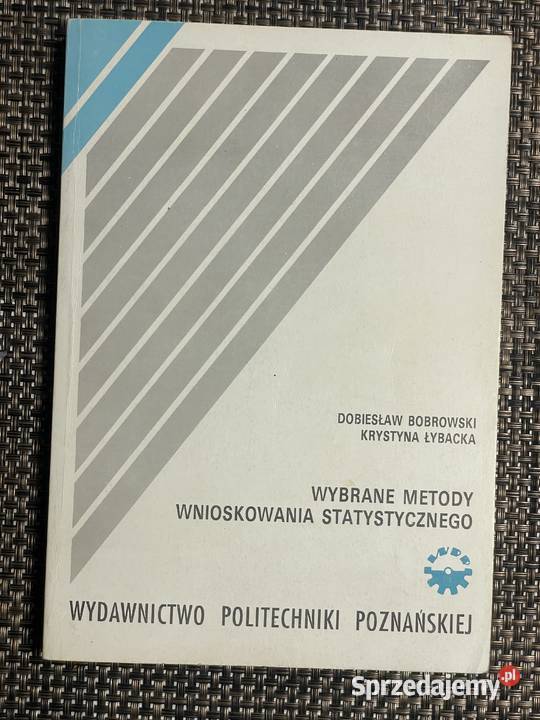 DOBIESŁAW BOBROWSKI
KRYSTYNA ŁYBACKA
WYBRANE METODY
WNIOSKOWANIA STATYSTYCZNEGO
WYDAWNICTWO POLITECHNIKI POZNAŃSKIEJ
Sprzedajemy.pl